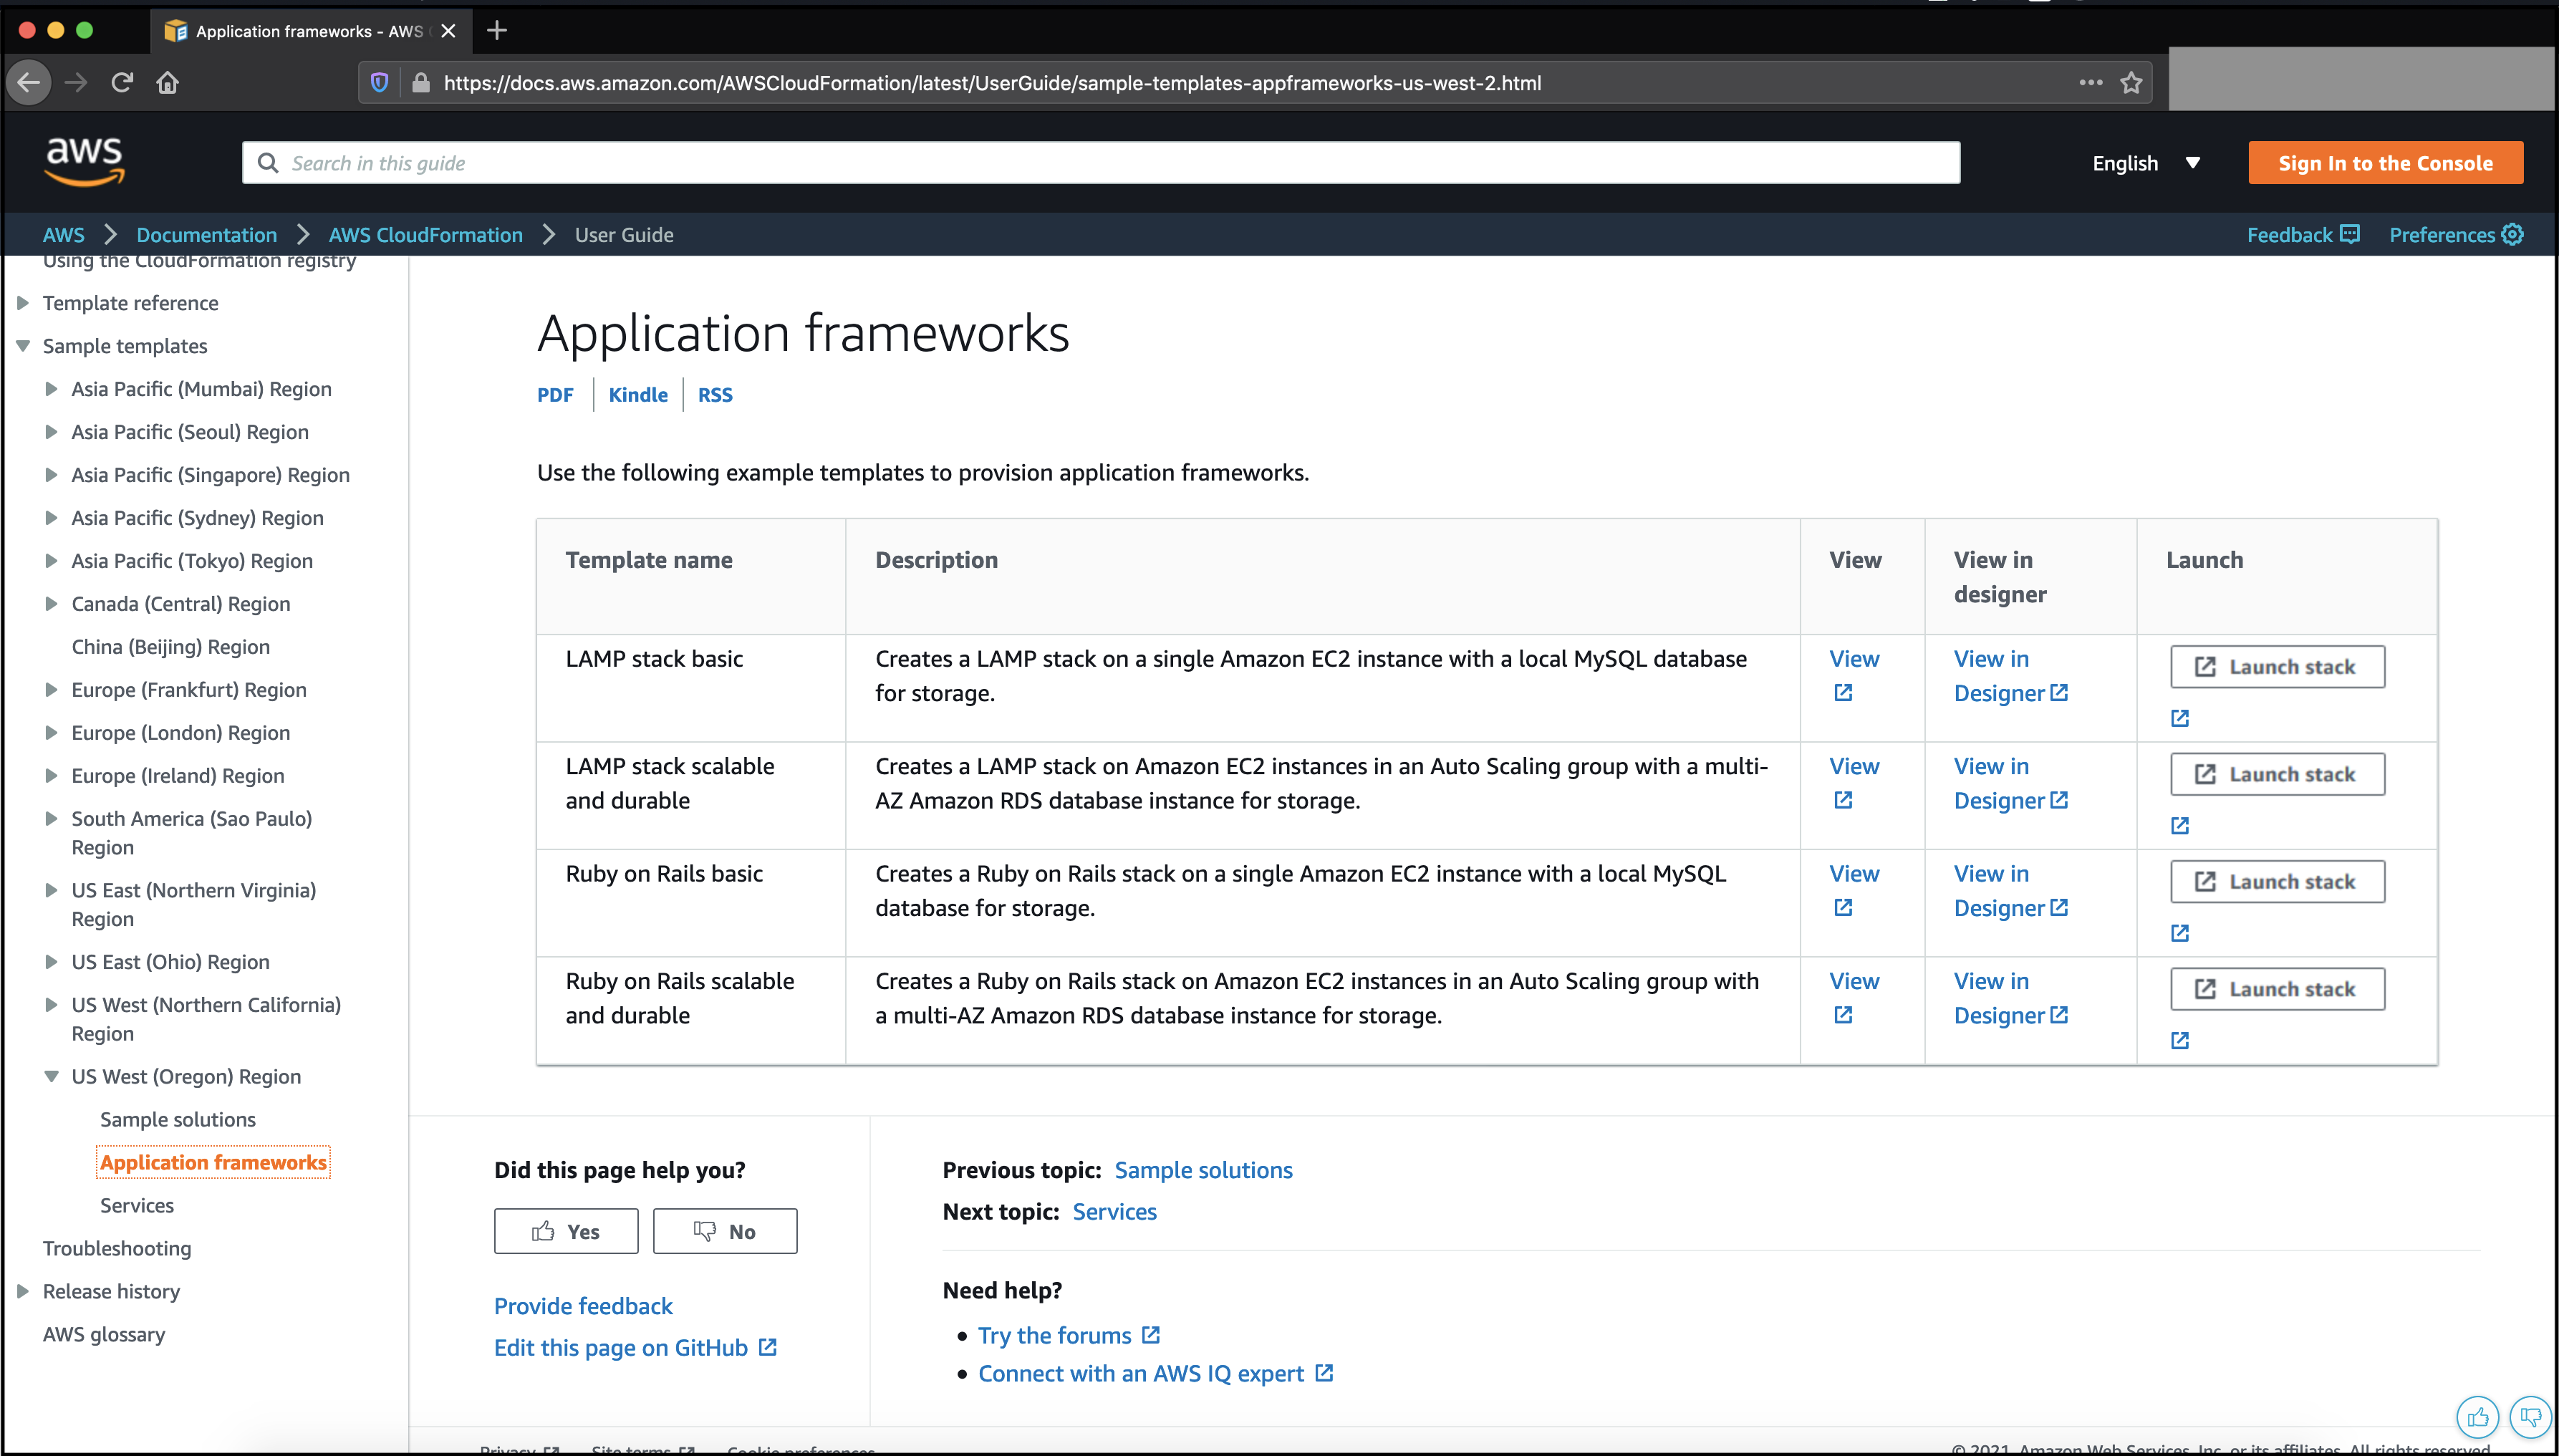 Application frameworks - AWS
https://docs.aws.amazon.com/AWSCloudFormation/latest/UserGuide/sample-templates-appframeworks-us-west-2.html
aws
Search in this guide
English
Sign In to the Console
AWS
Documentation
AWS CloudFormation
User Guide
Feedback
Preferences
Using the CloudFormation registry
Template reference
Sample templates
Asia Pacific (Mumbai) Region
Asia Pacific (Seoul) Region
Asia Pacific (Singapore) Region
Asia Pacific (Sydney) Region
Asia Pacific (Tokyo) Region
Canada (Central) Region
China (Beijing) Region
Europe (Frankfurt) Region
Europe (London) Region
Europe (Ireland) Region
South America (Sao Paulo)
Region
US East (Northern Virginia)
Region
US East (Ohio) Region
US West (Northern California)
Region
US West (Oregon) Region
Sample solutions
Application frameworks
Services
Troubleshooting
Release history
AWS glossary
Application frameworks
PDF
Kindle
RSS
Use the following example templates to provision application frameworks.
Template name
Description
View
View in
designer
Launch
LAMP stack basic
Creates a LAMP stack on a single Amazon EC2 instance with a local MySQL database
for storage.
View
View in
Designer
Launch stack
LAMP stack scalable
and durable
Creates a LAMP stack on Amazon EC2 instances in an Auto Scaling group with a multi-
AZ Amazon RDS database instance for storage.
View
View in
Designer
Launch stack
Ruby on Rails basic
Creates a Ruby on Rails stack on a single Amazon EC2 instance with a local MySQL
database for storage.
View
View in
Designer
Launch stack
Ruby on Rails scalable
and durable
Creates a Ruby on Rails stack on Amazon EC2 instances in an Auto Scaling group with
a multi-AZ Amazon RDS database instance for storage.
View
View in
Designer
Launch stack
Did this page help you?
Yes
No
Provide feedback
Edit this page on GitHub
Previous topic: Sample solutions
Next topic: Services
Need help?
Try the forums
Connect with an AWS IQ expert
Privacy
Site terms
Cookie preferences
© 2021, Amazon Web Services, Inc. or its affiliates. All rights reserved.